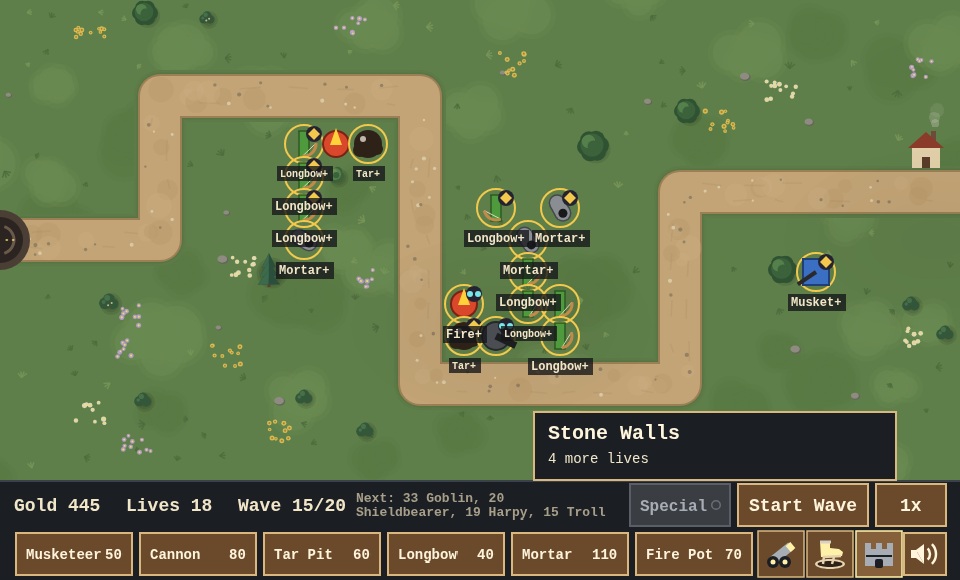 Longbow+
Tar+
Longbow+
Longbow+
Longbow+
Mortar+
Mortar+
Mortar+
Longbow+
Musket+
Fire+
Longbow+
Tar+
Longbow+
Stone Walls
4 more lives
Gold 445
Lives 18
Wave 15/20
Next: 33 Goblin, 20
Shieldbearer, 19 Harpy, 15 Troll
Special
Start Wave
1x
Musketeer 50
Cannon 80
Tar Pit 60
Longbow 40
Mortar 110
Fire Pot 70